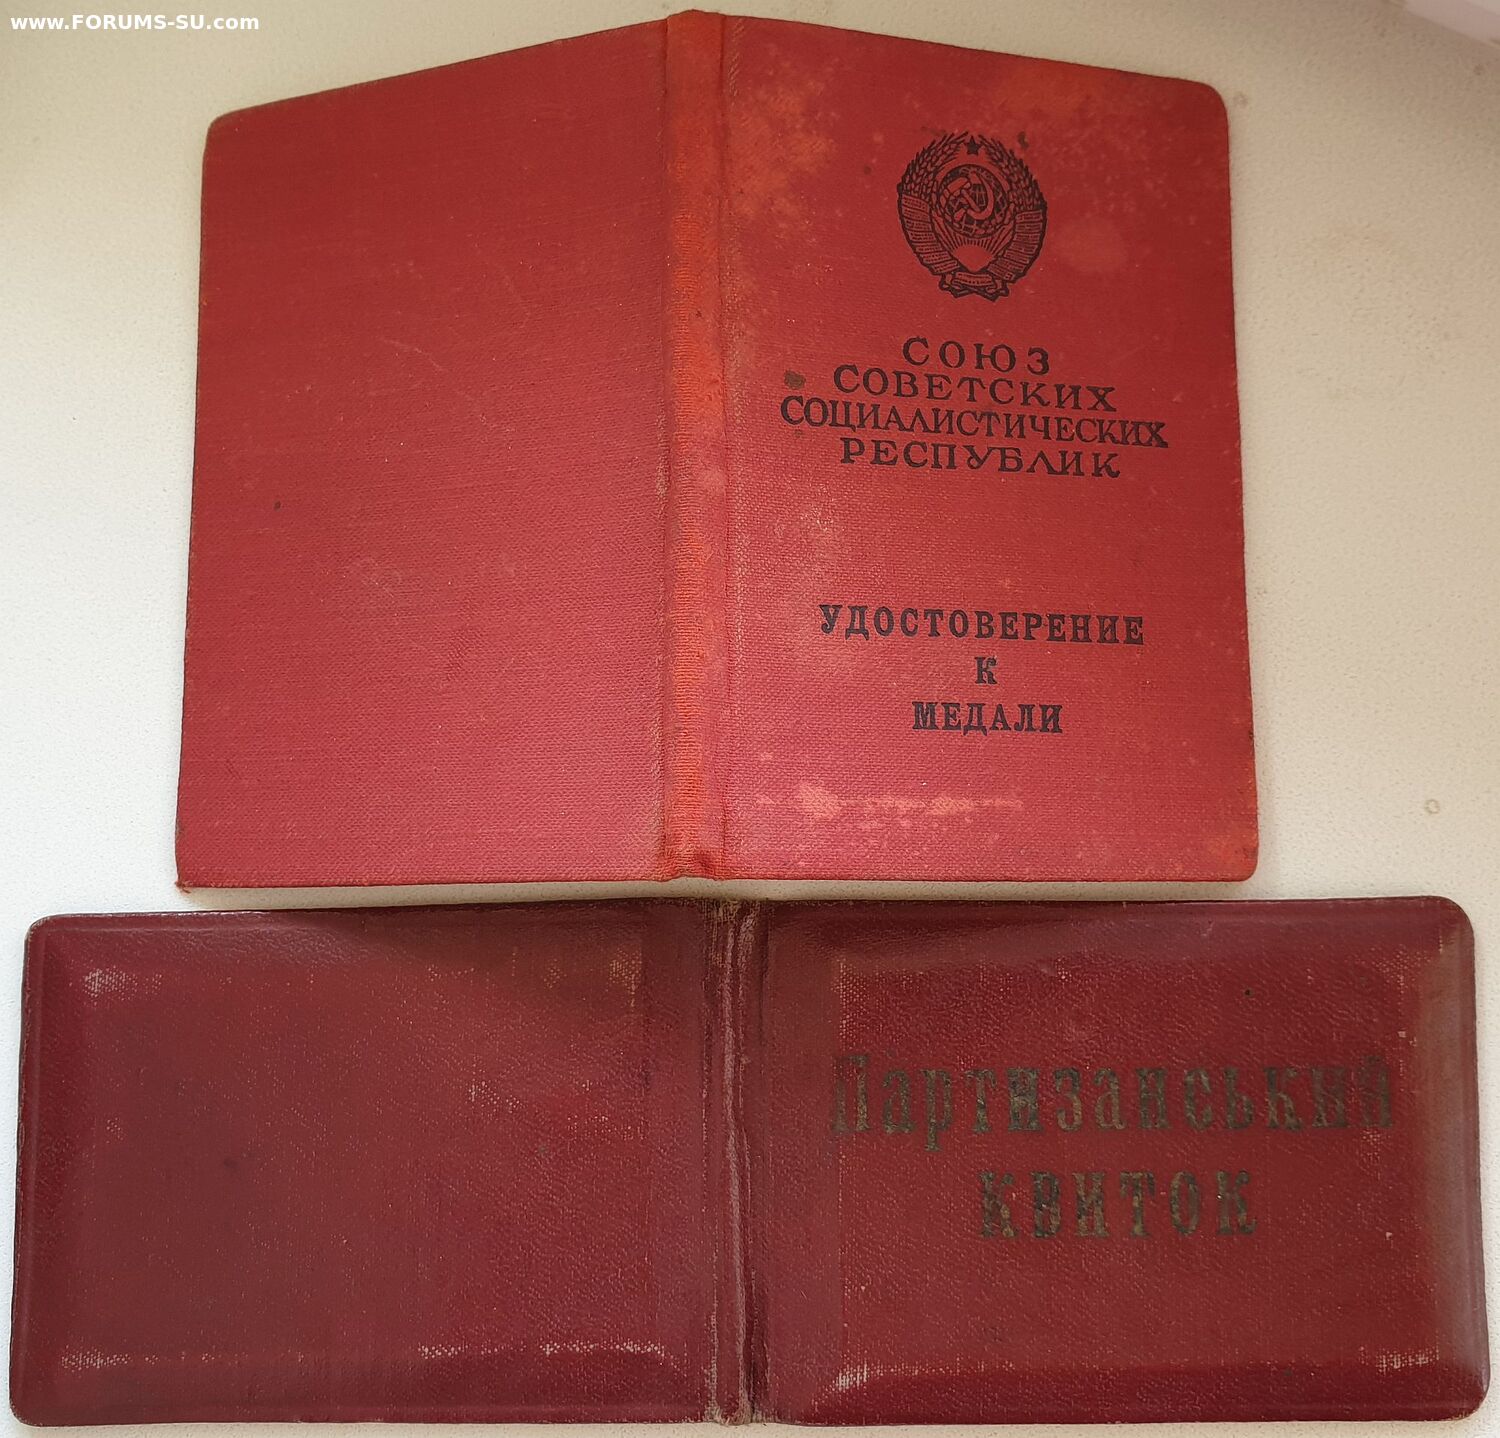 www.FORUMS-SU.com
СОЮЗ
СОВЕТСКИХ
СОЦИАЛИСТИЧЕСКИХ
РЕСПУБЛИК
УДОСТОВЕРЕНИЕ
К
МЕДАЛИ
Партизанський
КВИТОК